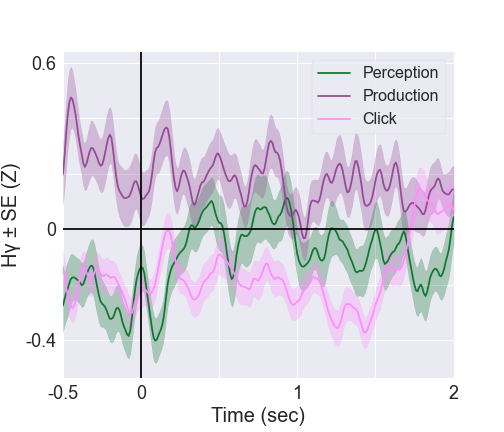 0.6
0
-0.4
Hγ ± SE (Z)
Perception
Production
Click
-0.5 0 1 2
Time (sec)